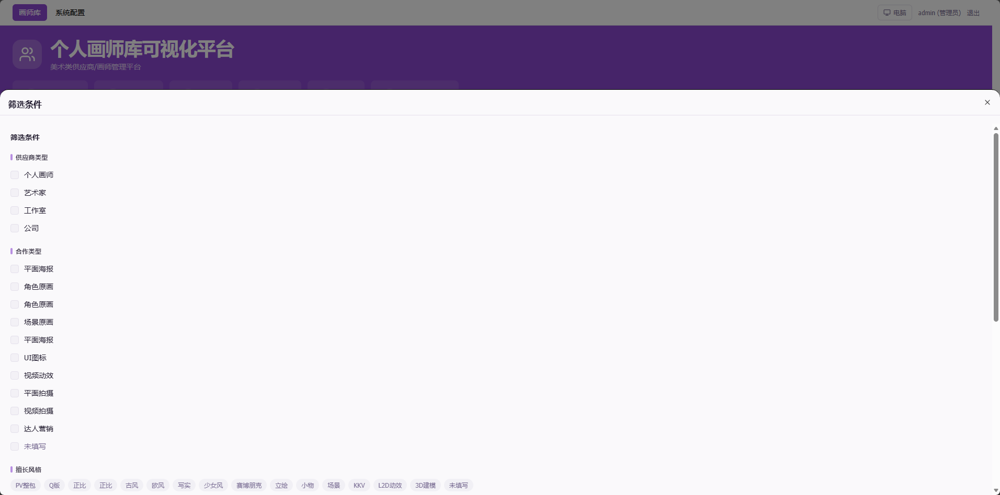 画师库 系统配置 电脑 admin (管理员) 退出
个人画师库可视化平台
美术类供应商/画师管理平台
筛选条件
筛选条件
供应商类型
个人画师
艺术家
工作室
公司
合作类型
平面海报
角色原画
角色原画
场景原画
平面海报
UI图标
视频动效
平面拍摄
视频拍摄
达人营销
未填写
擅长风格
PV整包 Q版 正比 正比 古风 欧风 写实 少女风 赛博朋克 立绘 小物 场景 KKV L2D动效 3D建模 未填写